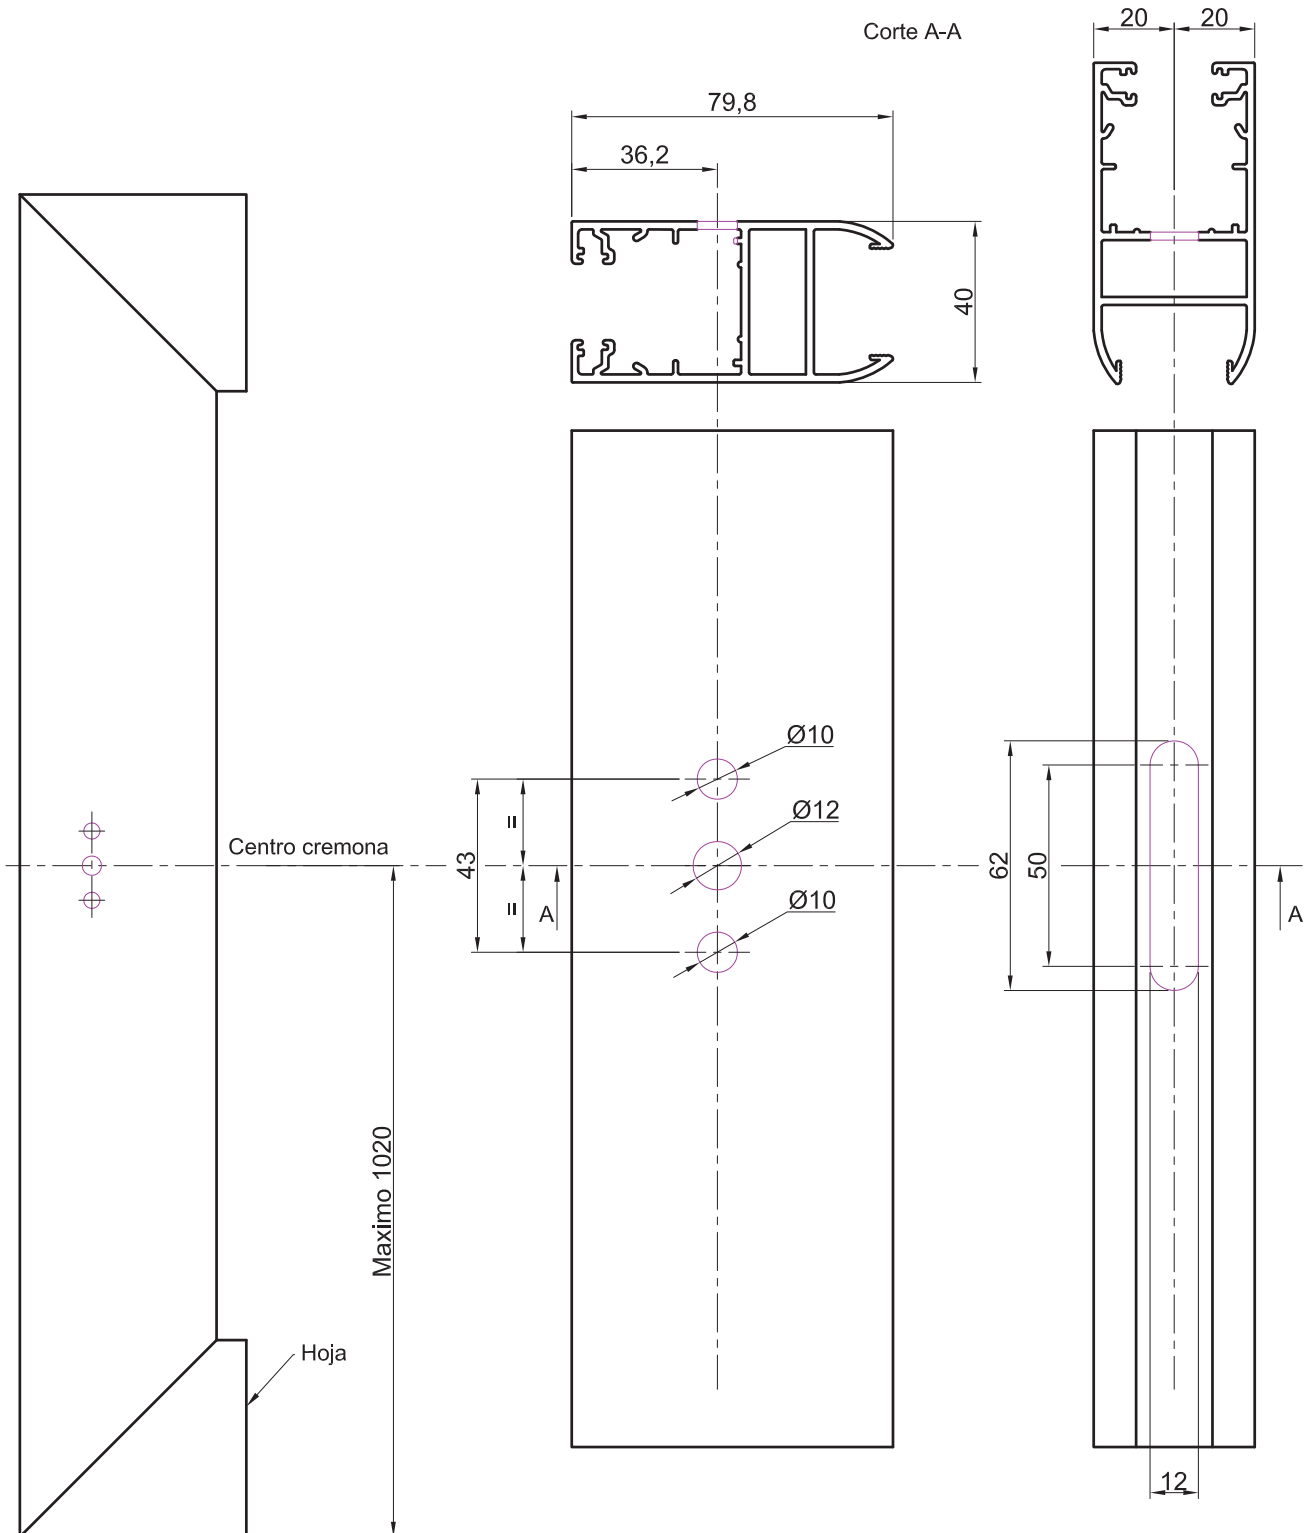 Corte A-A
20
20
79,8
36,2
40
Ø10
Ø12
Ø10
=
=
43
Centro cremona
A
62
50
A
Maximo 1020
Hoja
12